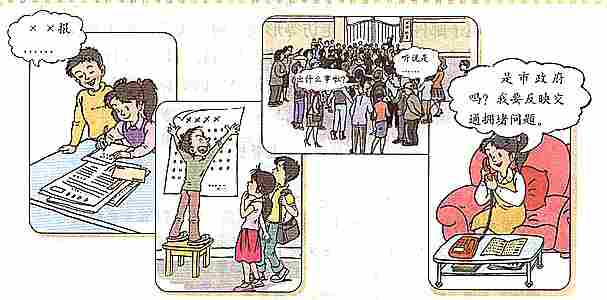 ××报
……
××××
出什么事啦?
听说是
……
是市政府
吗?我要反映交
通拥堵问题。